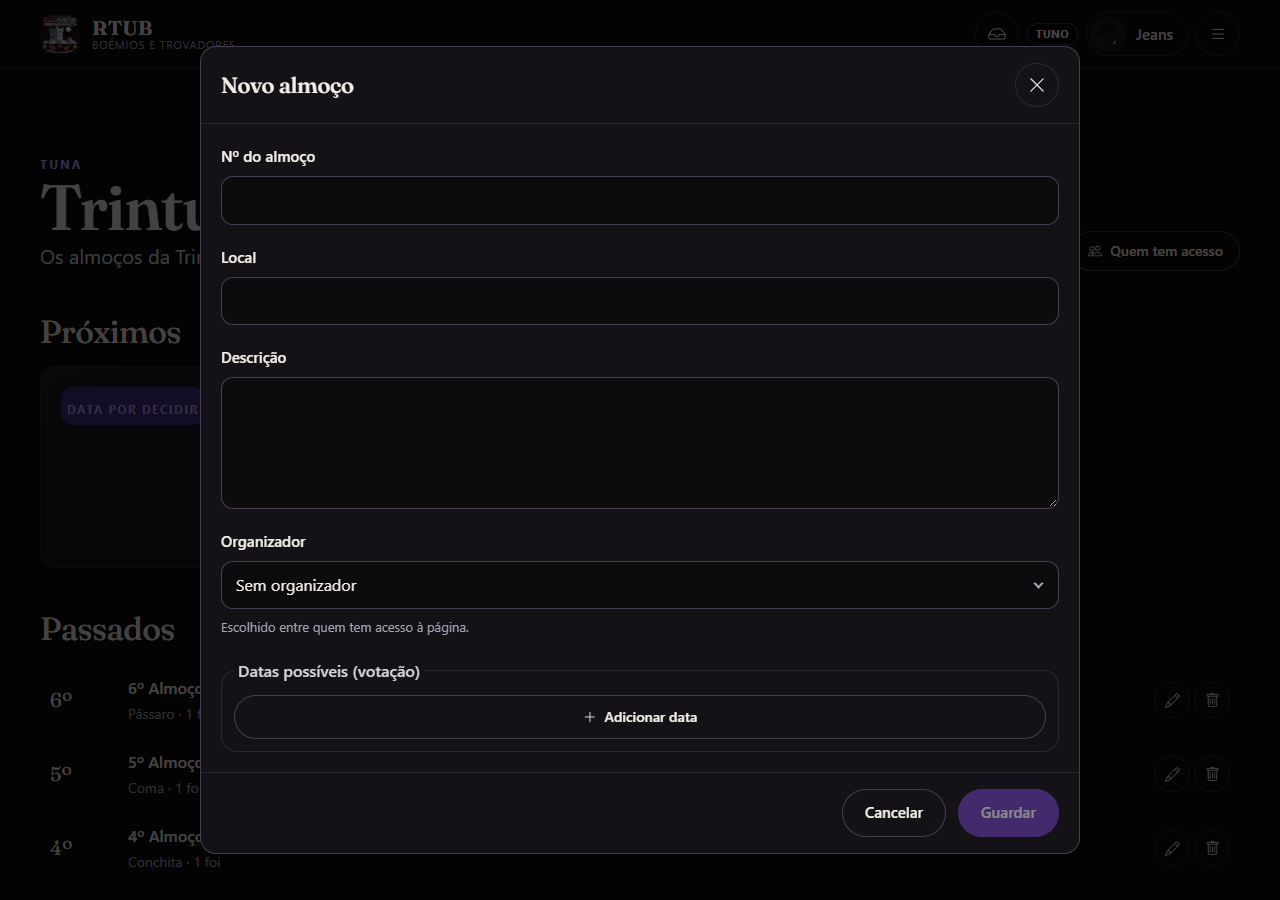 RTUB
BOÉMIOS E TROVADORES
TUNO
Jeans
Novo almoço
Nº do almoço
Local
Descrição
Organizador
Sem organizador
Escolhido entre quem tem acesso à página.
Datas possíveis (votação)
+ Adicionar data
Cancelar
Guardar
TUNA
Os almoços da
Quem tem acesso
Próximos
DATA POR DECIDIR
Passados
6º
6º Almoço
Pássaro · 1
5º
5º Almoço
Coma · 1 fo
4º
4º Almoço
Conchita · 1 foi